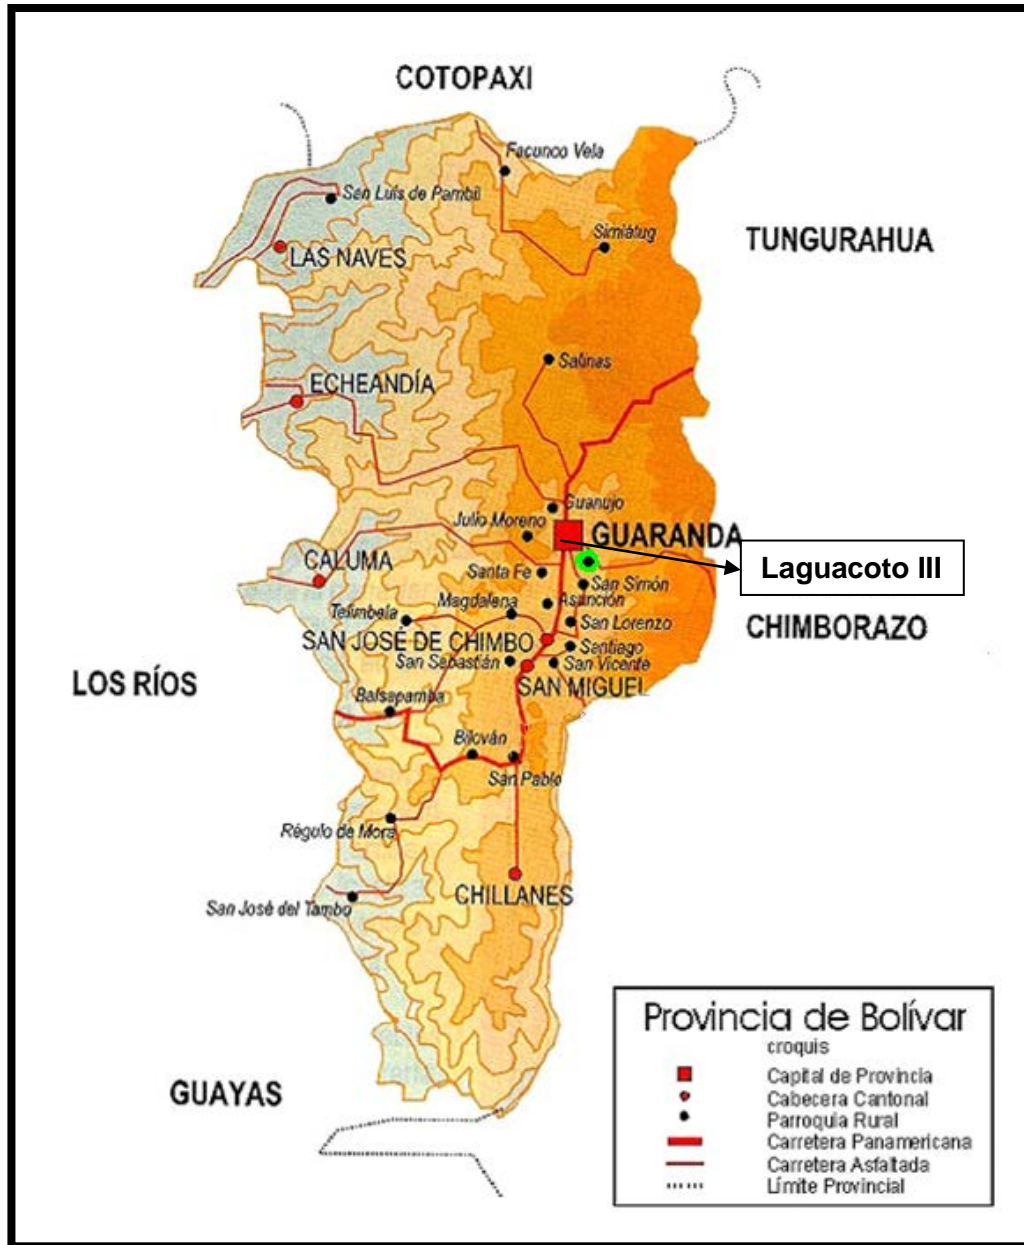 COTOPAXI
Facunco Vela
San Luis de Pambil
Simiátug
TUNGURAHUA
LAS NAVES
Salinas
ECHEANDÍA
Guanujo
Julio Moreno
GUARANDA
CALUMA
Laguacoto III
Santa Fe
San Simón
Magdalena
Asunción
Telimbela
San Lorenzo
CHIMBORAZO
SAN JOSÉ DE CHIMBO
Santiago
San Sebastián
San Vicente
LOS RÍOS
SAN MIGUEL
Balsapamba
Bilován
San Pablo
Régulo de Mora
CHILLANES
San José del Tambo
GUAYAS
Provincia de Bolívar
croquis
Capital de Provincia
Cabecera Cantonal
Parroquia Rural
Carretera Panamericana
Carretera Asfaltada
Límite Provincial